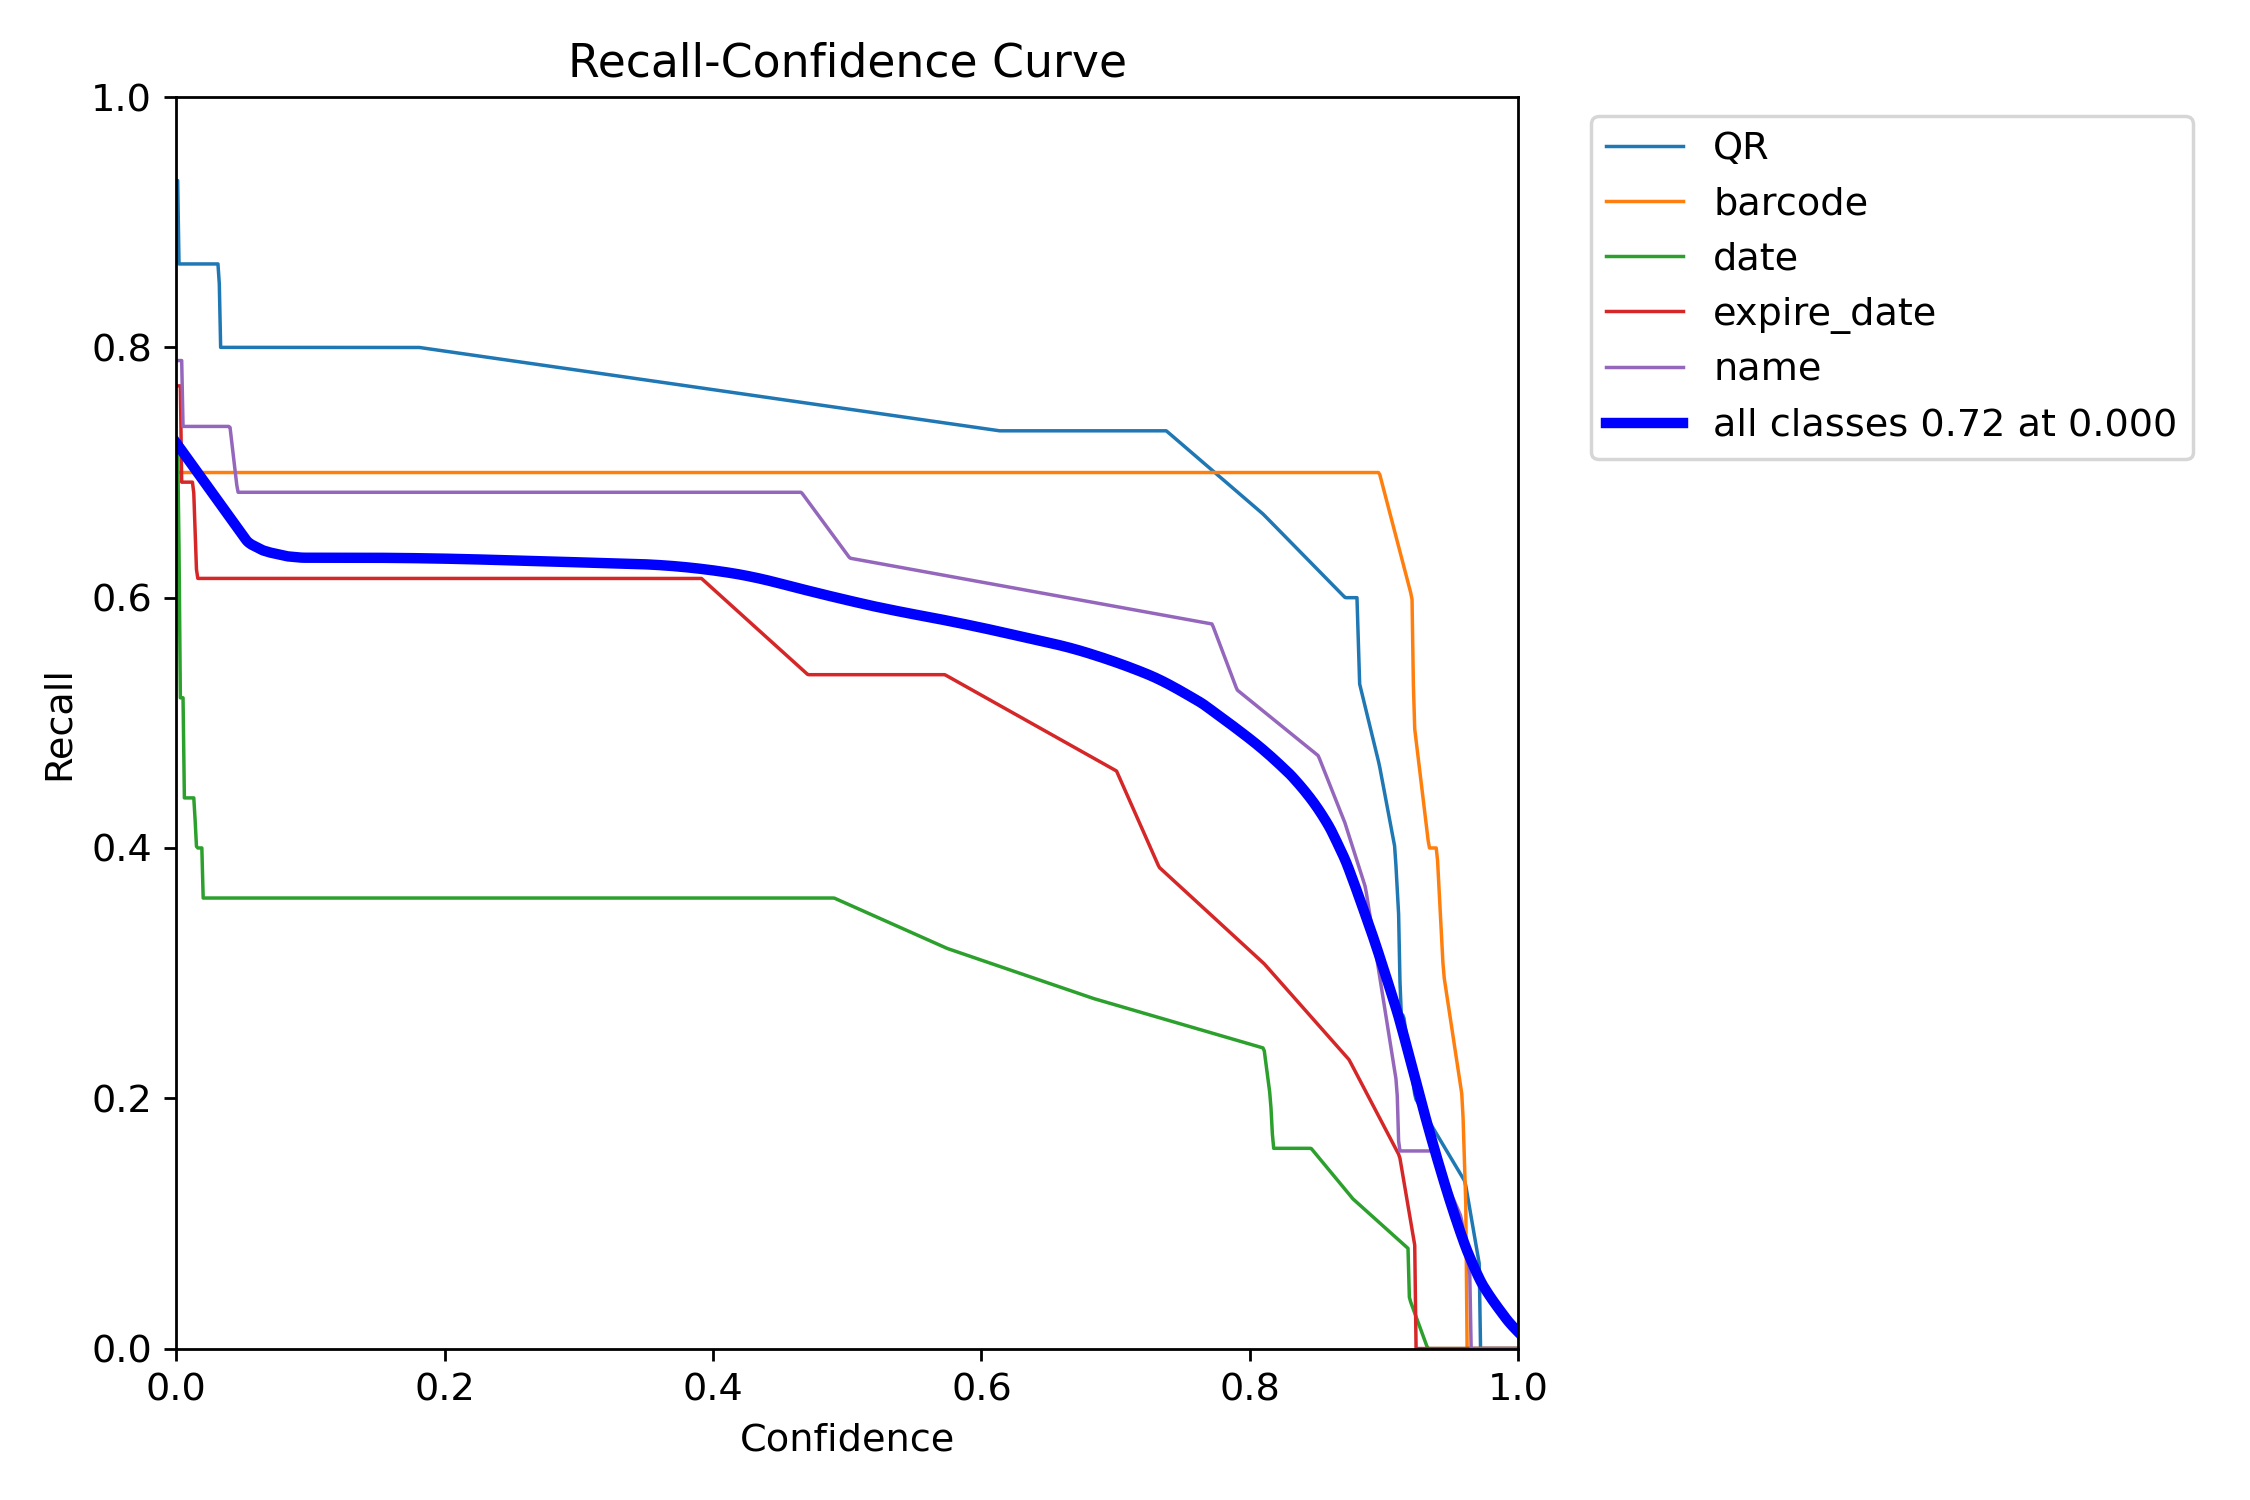 Recall-Confidence Curve
1.0
0.8
0.6
0.4
0.2
0.0
Recall
0.0 0.2 0.4 0.6 0.8 1.0
Confidence
QR
barcode
date
expire_date
name
all classes 0.72 at 0.000